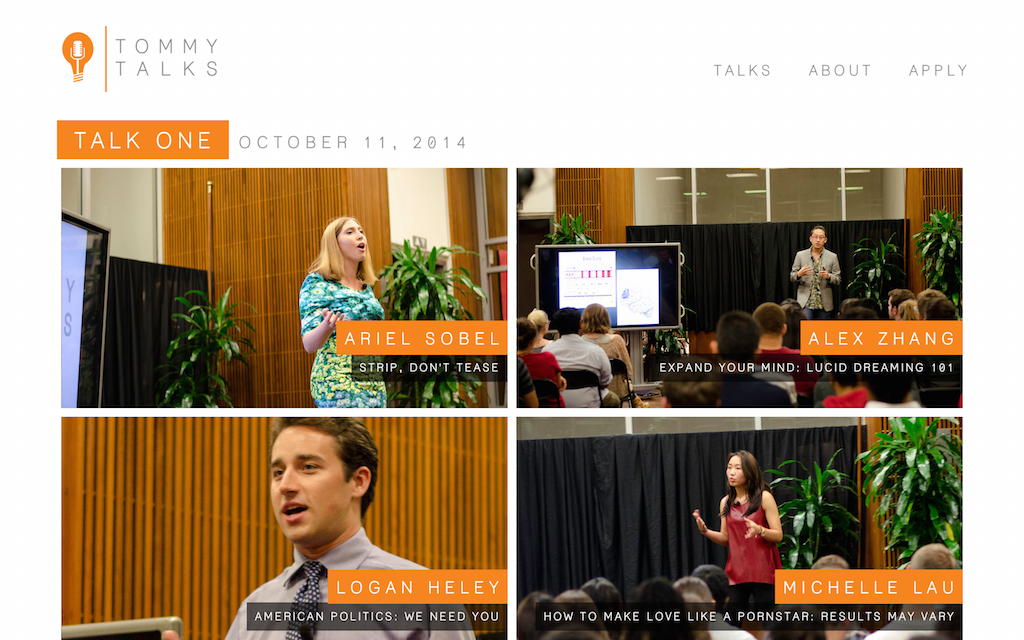 TOMMY
TALKS
TALKS ABOUT APPLY
TALK ONE OCTOBER 11, 2014
ARIEL SOBEL
STRIP, DON'T TEASE
ALEX ZHANG
EXPAND YOUR MIND: LUCID DREAMING 101
LOGAN HELEY
AMERICAN POLITICS: WE NEED YOU
MICHELLE LAU
HOW TO MAKE LOVE LIKE A PORNSTAR: RESULTS MAY VARY